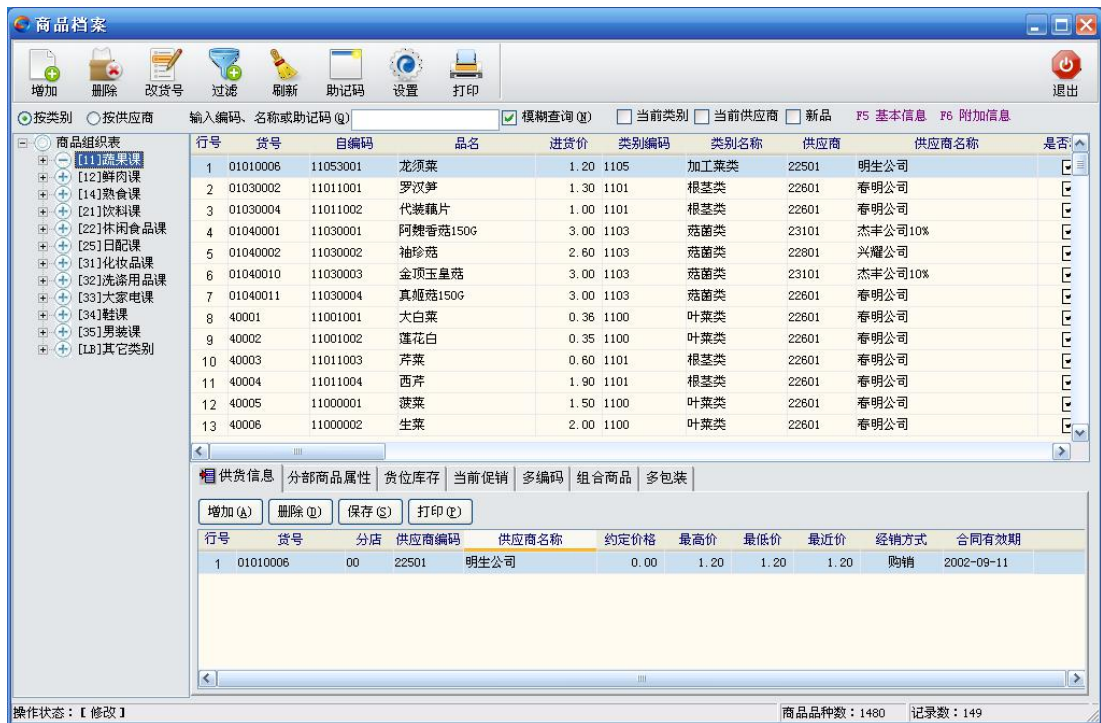 商品档案
增加 删除 改货号 过滤 刷新 助记码 设置 打印 退出
按类别 按供应商 输入编码、名称或助记码(Q) 模糊查询(N) 当前类别 当前供应商 新品 F5 基本信息 F6 附加信息
商品组织表
[11]蔬果课
[12]鲜肉课
[14]熟食课
[21]饮料课
[22]休闲食品课
[25]日配课
[31]化妆品课
[32]洗涤用品课
[33]大家电课
[34]鞋课
[35]男装课
[LB]其它类别
行号 货号 自编码 品名 进货价 类别编码 类别名称 供应商 供应商名称 是否
1 01010006 11053001 龙须菜 1.20 1105 加工菜类 22501 明生公司
2 01030002 11011001 罗汉笋 1.30 1101 根茎类 22601 春明公司
3 01030004 11011002 代装藕片 1.00 1101 根茎类 22601 春明公司
4 01040001 11030001 阿魏香菇150G 3.00 1103 菇菌类 23101 杰丰公司10%
5 01040002 11030002 袖珍菇 2.60 1103 菇菌类 22801 兴耀公司
6 01040010 11030003 金顶玉皇菇 3.00 1103 菇菌类 23101 杰丰公司10%
7 01040011 11030004 真姬菇150G 3.00 1103 菇菌类 22601 春明公司
8 40001 11001001 大白菜 0.36 1100 叶菜类 22601 春明公司
9 40002 11001002 莲花白 0.35 1100 叶菜类 22601 春明公司
10 40003 11011003 芹菜 0.60 1101 根茎类 22601 春明公司
11 40004 11011004 西芹 1.90 1101 根茎类 22601 春明公司
12 40005 11000001 菠菜 1.50 1100 叶菜类 22601 春明公司
13 40006 11000002 生菜 2.00 1100 叶菜类 22601 春明公司
供货信息 分部商品属性 货位库存 当前促销 多编码 组合商品 多包装
增加(A) 删除(D) 保存(S) 打印(P)
行号 货号 分店 供应商编码 供应商名称 约定价格 最高价 最低价 最近价 经销方式 合同有效期
1 01010006 00 22501 明生公司 0.00 1.20 1.20 1.20 购销 2002-09-11
操作状态：【修改】 商品品种数：1480 记录数：149